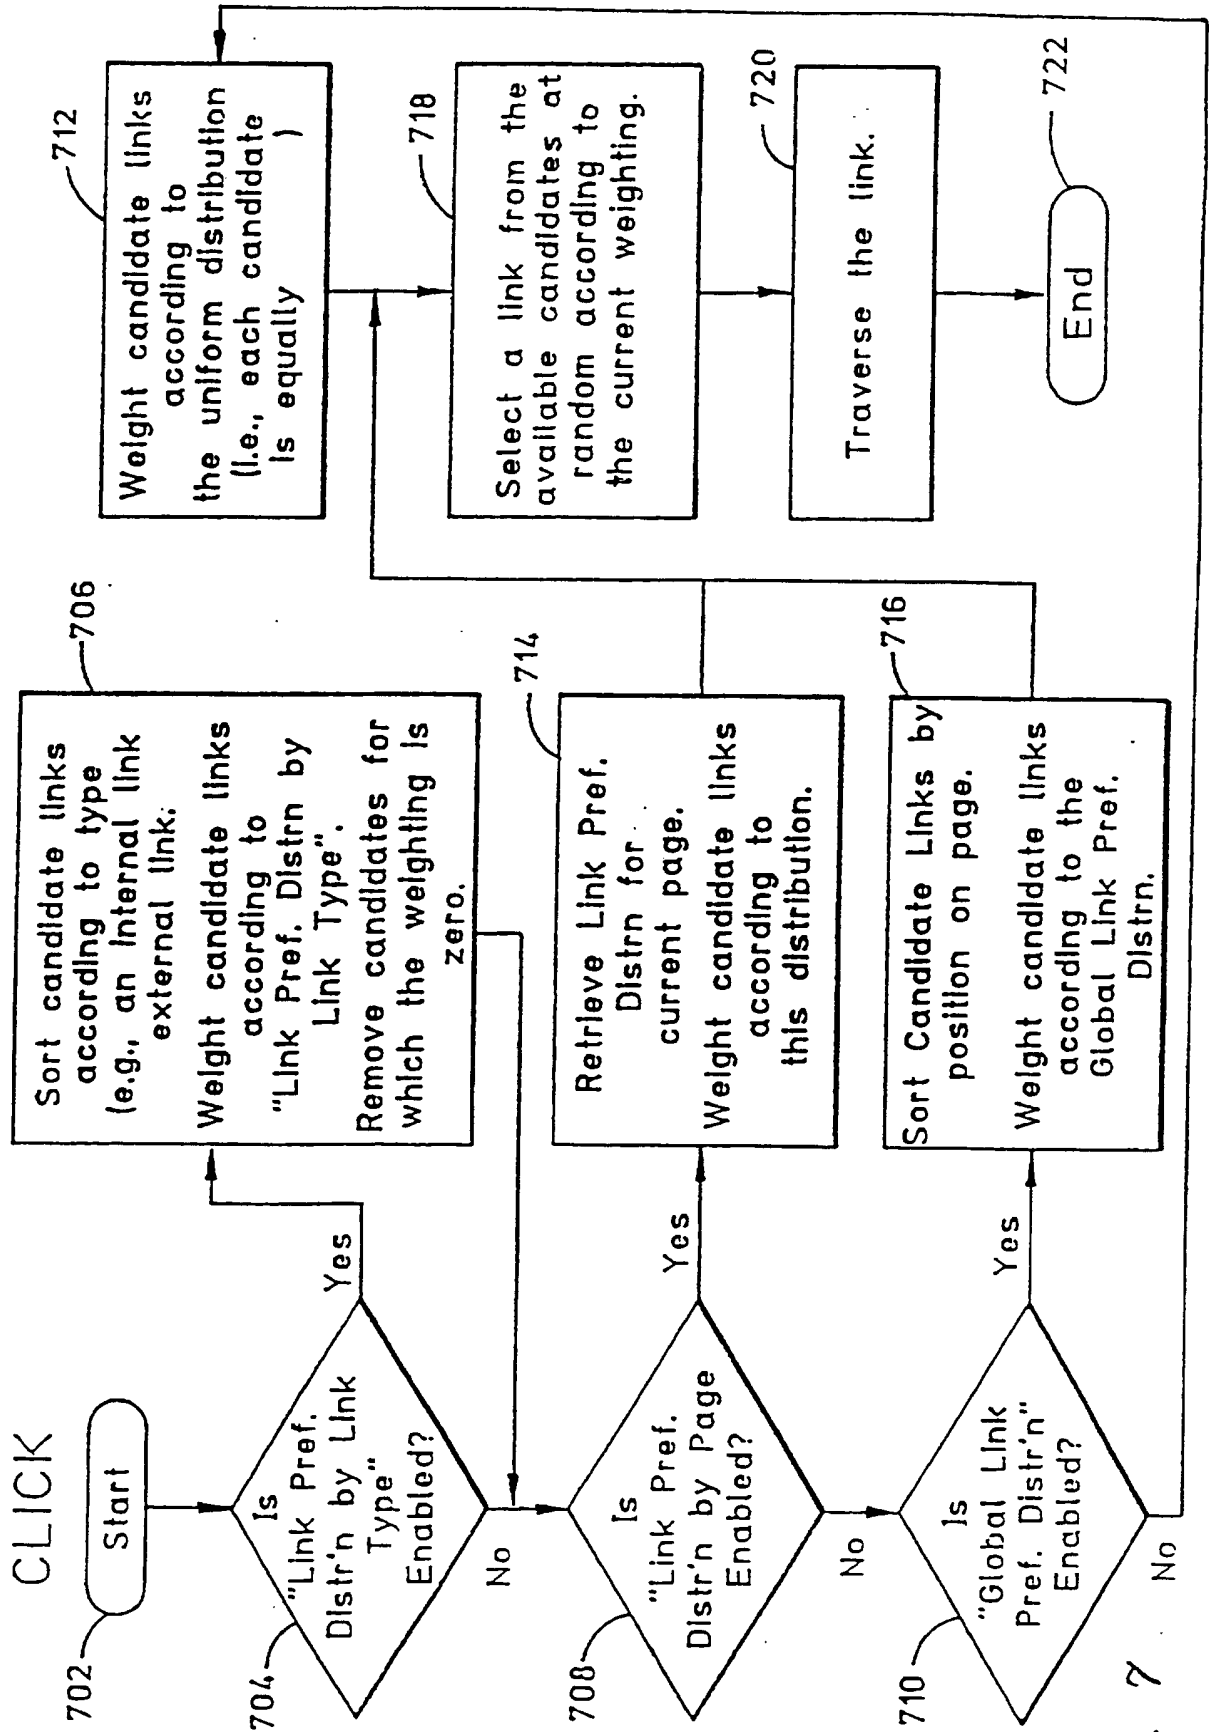 CLICK
702
Start
704
Is
"Link Pref.
Distr'n by Link
Type"
Enabled?
Yes
No
706
Sort candidate links
according to type
(e.g., an internal link
external link.
Weight candidate links
according to
"Link Pref. Distrn by
Link Type".
Remove candidates for
which the weighting is
zero.
708
Is
"Link Pref.
Distr'n by Page
Enabled?
Yes
No
714
Retrieve Link Pref.
Distrn for
current page.
Weight candidate links
according to
this distribution.
710
Is
"Global Link
Pref. Distr'n"
Enabled?
Yes
No
716
Sort Candidate Links by
position on page.
Weight candidate links
according to the
Global Link Pref.
Distrn.
712
Weight candidate links
according to
the uniform distribution
(i.e., each candidate
is equally )
718
Select a link from the
available candidates at
random according to
the current weighting.
720
Traverse the link.
722
End
7